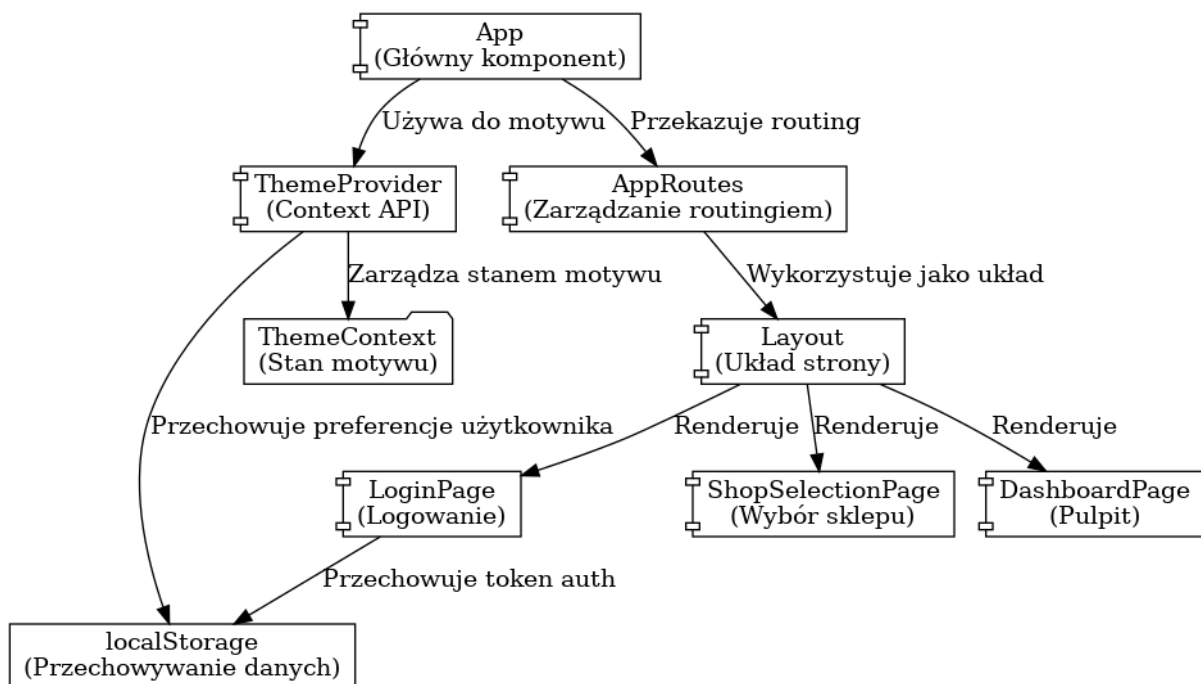 App
(Główny komponent)
Używa do motywu
Przekazuje routing
ThemeProvider
(Context API)
AppRoutes
(Zarządzanie routingiem)
Zarządza stanem motywu
Wykorzystuje jako układ
ThemeContext
(Stan motywu)
Layout
(Układ strony)
Przechowuje preferencje użytkownika
Renderuje
Renderuje
Renderuje
LoginPage
(Logowanie)
ShopSelectionPage
(Wybór sklepu)
DashboardPage
(Pulpit)
Przechowuje token auth
localStorage
(Przechowywanie danych)